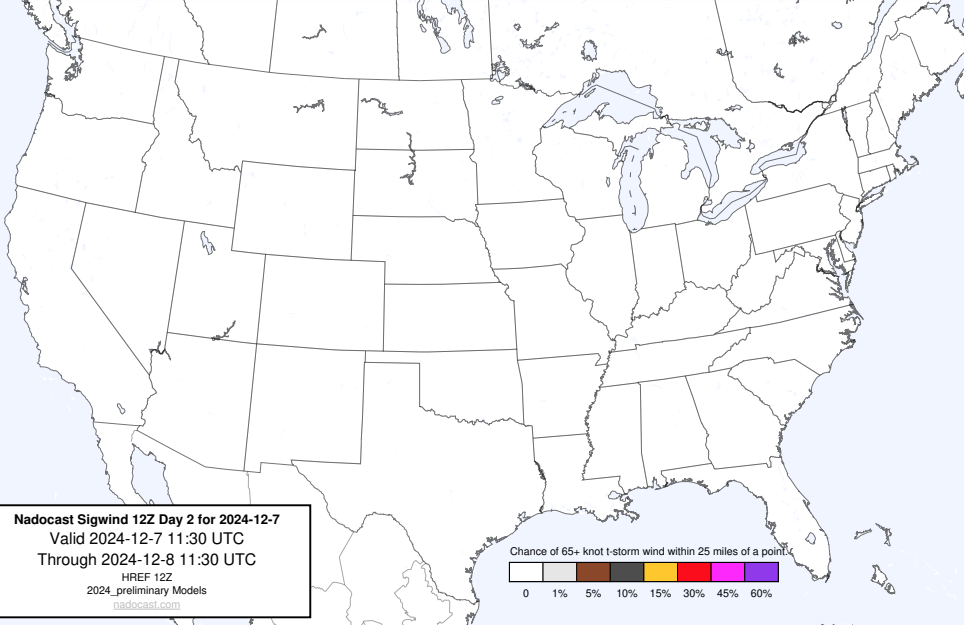 Nadocast Sigwind 12Z Day 2 for 2024-12-7
Valid 2024-12-7 11:30 UTC
Through 2024-12-8 11:30 UTC
HREF 12Z
2024_preliminary Models
nadocast.com
Chance of 65+ knot t-storm wind within 25 miles of a point.
0 1% 5% 10% 15% 30% 45% 60%